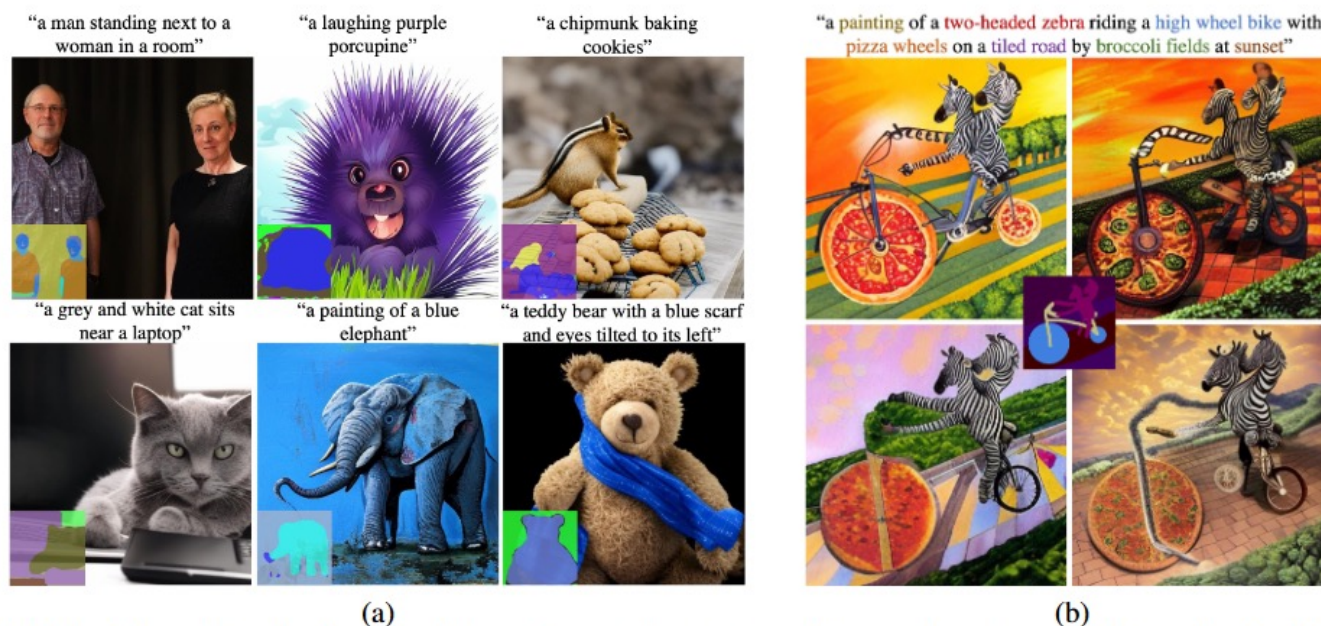 “a man standing next to a
woman in a room”
“a laughing purple
porcupine”
“a chipmunk baking
cookies”
“a grey and white cat sits
near a laptop”
“a painting of a blue
elephant”
“a teddy bear with a blue scarf
and eyes tilted to its left”
(a)
“a painting of a two-headed zebra riding a high wheel bike with
pizza wheels on a tiled road by broccoli fields at sunset”
(b)